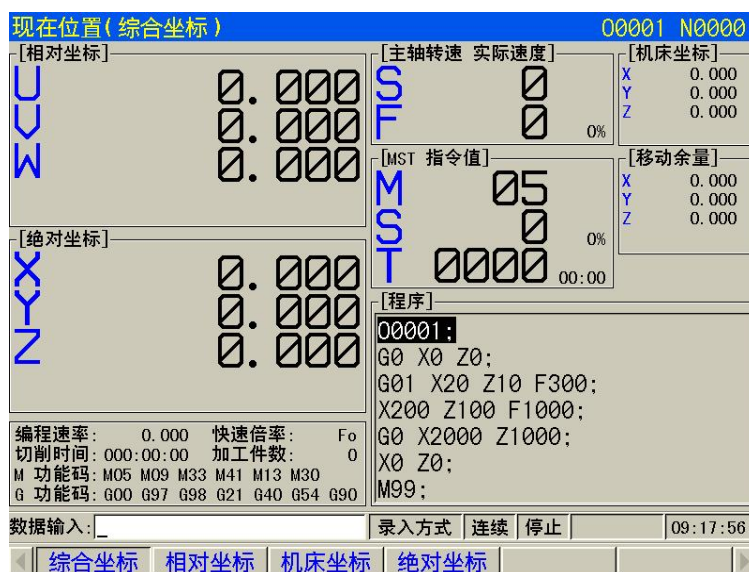 现在位置(综合坐标) O0001 N0000
[相对坐标]
U 0.000
V 0.000
W 0.000
[主轴转速 实际速度]
S 0
F 0 0%
[机床坐标]
X 0.000
Y 0.000
Z 0.000
[MST 指令值]
M 05
S 0 0%
T 0000 00:00
[移动余量]
X 0.000
Y 0.000
Z 0.000
[绝对坐标]
X 0.000
Y 0.000
Z 0.000
[程序]
O0001;
G0 X0 Z0;
G01 X20 Z10 F300;
X200 Z100 F1000;
G0 X2000 Z1000;
X0 Z0;
M99;
编程速率: 0.000 快速倍率: Fo
切削时间:000:00:00 加工件数: 0
M 功能码:M05 M09 M33 M41 M13 M30
G 功能码:G00 G97 G98 G21 G40 G54 G90
数据输入:_ 录入方式 连续 停止 09:17:56
综合坐标 相对坐标 机床坐标 绝对坐标